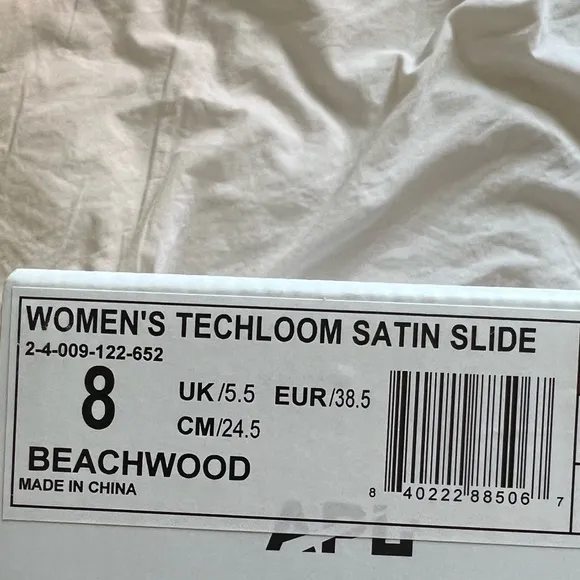 WOMEN'S TECHLOOM SATIN SLIDE
2-4-009-122-652
8 UK/5.5 EUR/38.5
CM/24.5
BEACHWOOD
MADE IN CHINA
8 40222 88506 7
APL